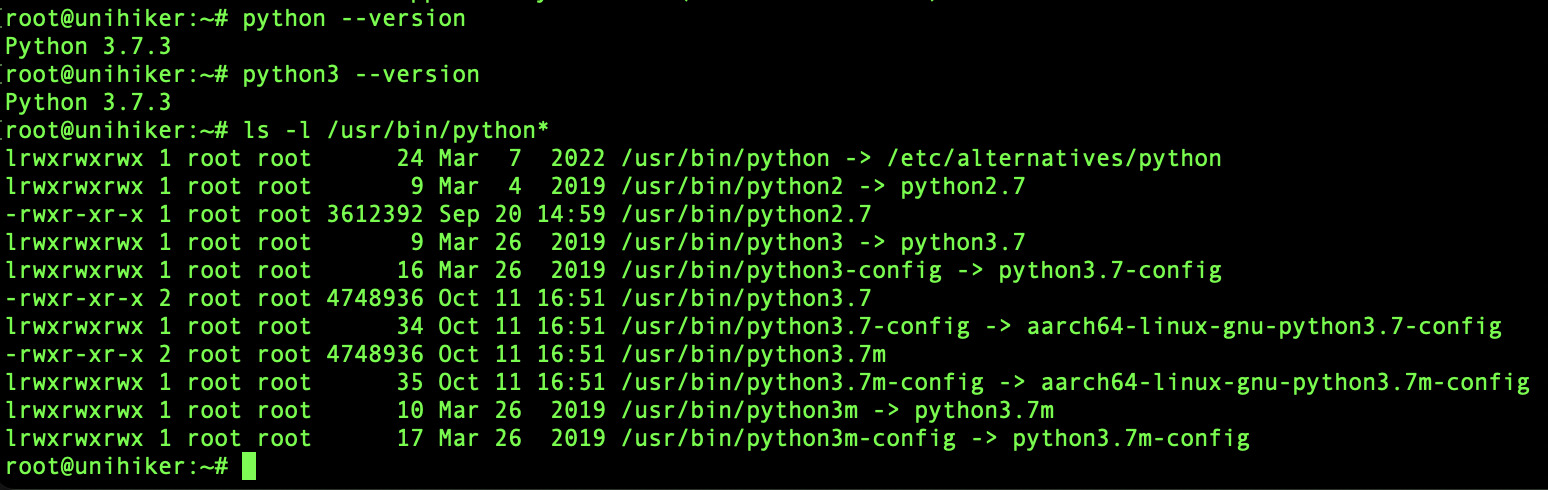 root@unihiker:~# python --version
Python 3.7.3
root@unihiker:~# python3 --version
Python 3.7.3
root@unihiker:~# ls -l /usr/bin/python*
lrwxrwxrwx 1 root root      24 Mar  7  2022 /usr/bin/python -> /etc/alternatives/python
lrwxrwxrwx 1 root root       9 Mar  4  2019 /usr/bin/python2 -> python2.7
-rwxr-xr-x 1 root root 3612392 Sep 20 14:59 /usr/bin/python2.7
lrwxrwxrwx 1 root root       9 Mar 26  2019 /usr/bin/python3 -> python3.7
lrwxrwxrwx 1 root root      16 Mar 26  2019 /usr/bin/python3-config -> python3.7-config
-rwxr-xr-x 2 root root 4748936 Oct 11 16:51 /usr/bin/python3.7
lrwxrwxrwx 1 root root      34 Oct 11 16:51 /usr/bin/python3.7-config -> aarch64-linux-gnu-python3.7-config
-rwxr-xr-x 2 root root 4748936 Oct 11 16:51 /usr/bin/python3.7m
lrwxrwxrwx 1 root root      35 Oct 11 16:51 /usr/bin/python3.7m-config -> aarch64-linux-gnu-python3.7m-config
lrwxrwxrwx 1 root root      10 Mar 26  2019 /usr/bin/python3m -> python3.7m
lrwxrwxrwx 1 root root      17 Mar 26  2019 /usr/bin/python3m-config -> python3.7m-config
root@unihiker:~#